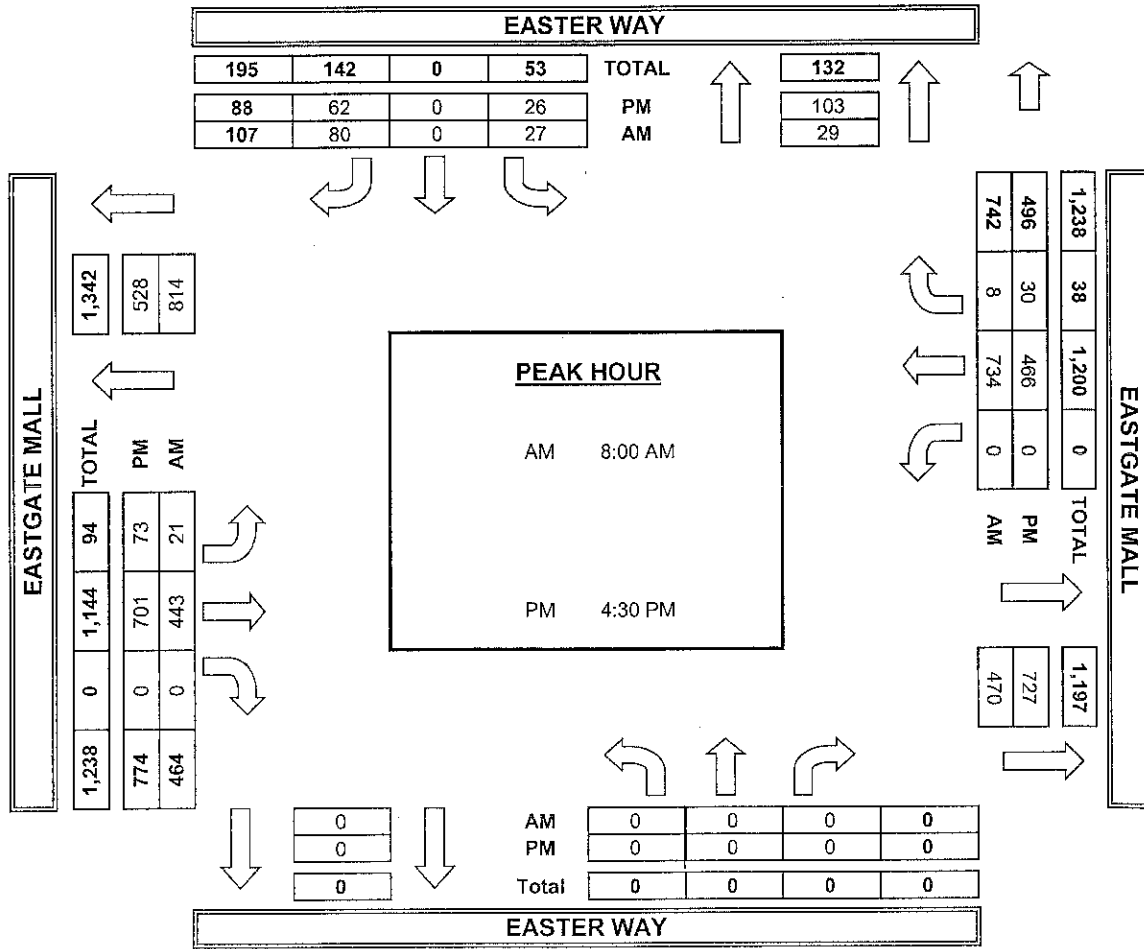 EASTER WAY
195 142 0 53 TOTAL 132
88 62 0 26 PM 103
107 80 0 27 AM 29
EASTGATE MALL
1,342
528
814
TOTAL 94 1,144 0 1,238
PM 73 701 0 774
AM 21 443 0 464
PEAK HOUR
AM 8:00 AM
PM 4:30 PM
1,238 38 1,200 0 TOTAL
496 30 466 0 PM
742 8 734 0 AM
1,197
727
470
EASTGATE MALL
0 AM 0 0 0 0
0 PM 0 0 0 0
0 Total 0 0 0 0
EASTER WAY